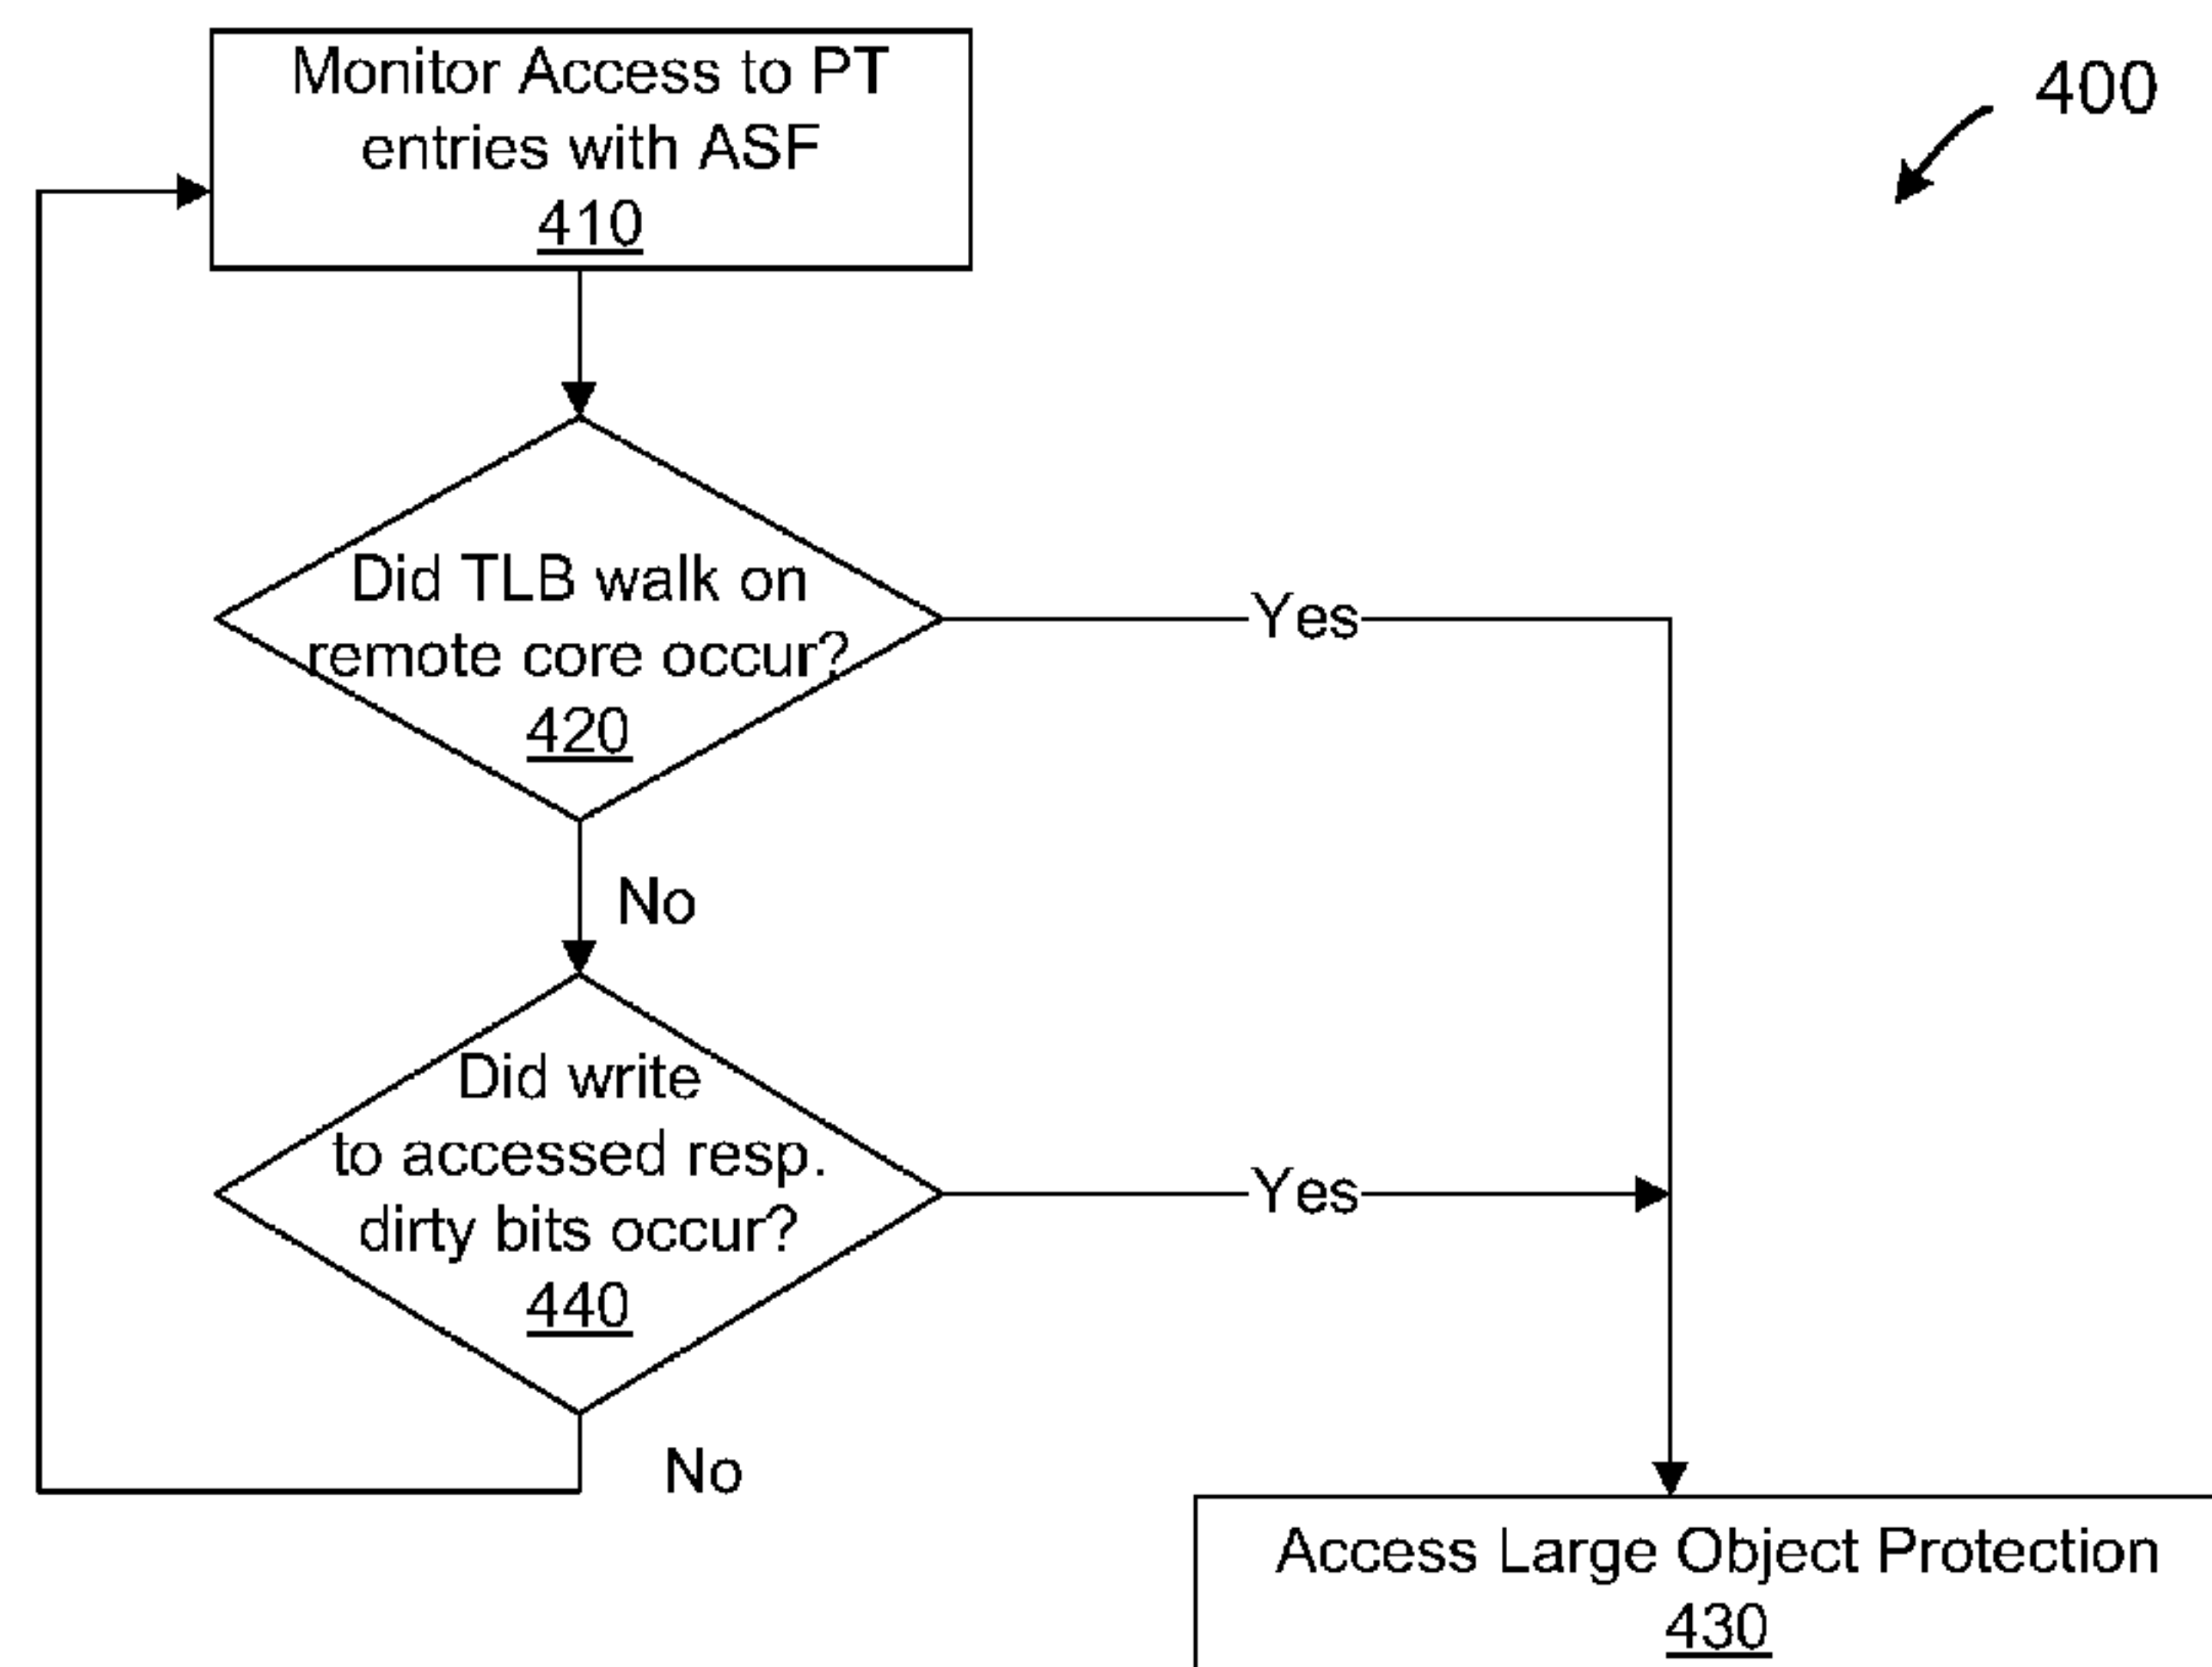 Monitor Access to PT
entries with ASF
410
400
Did TLB walk on
remote core occur?
420
Yes
No
Did write
to accessed resp.
dirty bits occur?
440
Yes
No
Access Large Object Protection
430